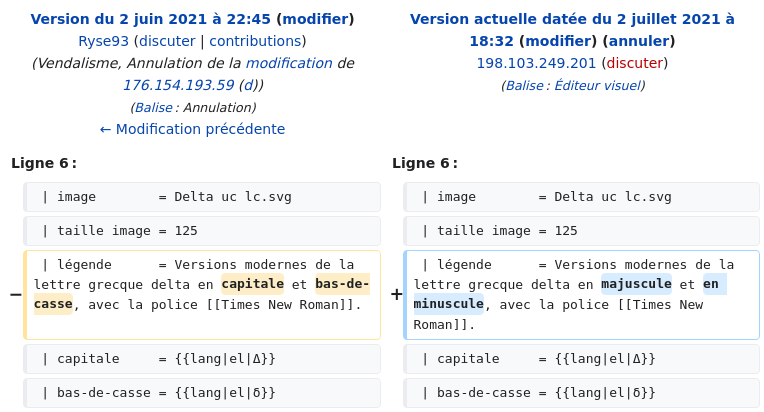 Version du 2 juin 2021 à 22:45 (modifier)
Ryse93 (discuter | contributions)
(Vendalisme, Annulation de la modification de
176.154.193.59 (d))
(Balise : Annulation)
← Modification précédente
Version actuelle datée du 2 juillet 2021 à
18:32 (modifier) (annuler)
198.103.249.201 (discuter)
(Balise : Éditeur visuel)
Ligne 6 :
Ligne 6 :
| image        = Delta uc lc.svg
| image        = Delta uc lc.svg
| taille image = 125
| taille image = 125
−
| légende      = Versions modernes de la
lettre grecque delta en capitale et bas-de-
casse, avec la police [[Times New Roman]].
+
| légende      = Versions modernes de la
lettre grecque delta en majuscule et en
minuscule, avec la police [[Times New
Roman]].
| capitale     = {{lang|el|Δ}}
| capitale     = {{lang|el|Δ}}
| bas-de-casse = {{lang|el|δ}}
| bas-de-casse = {{lang|el|δ}}